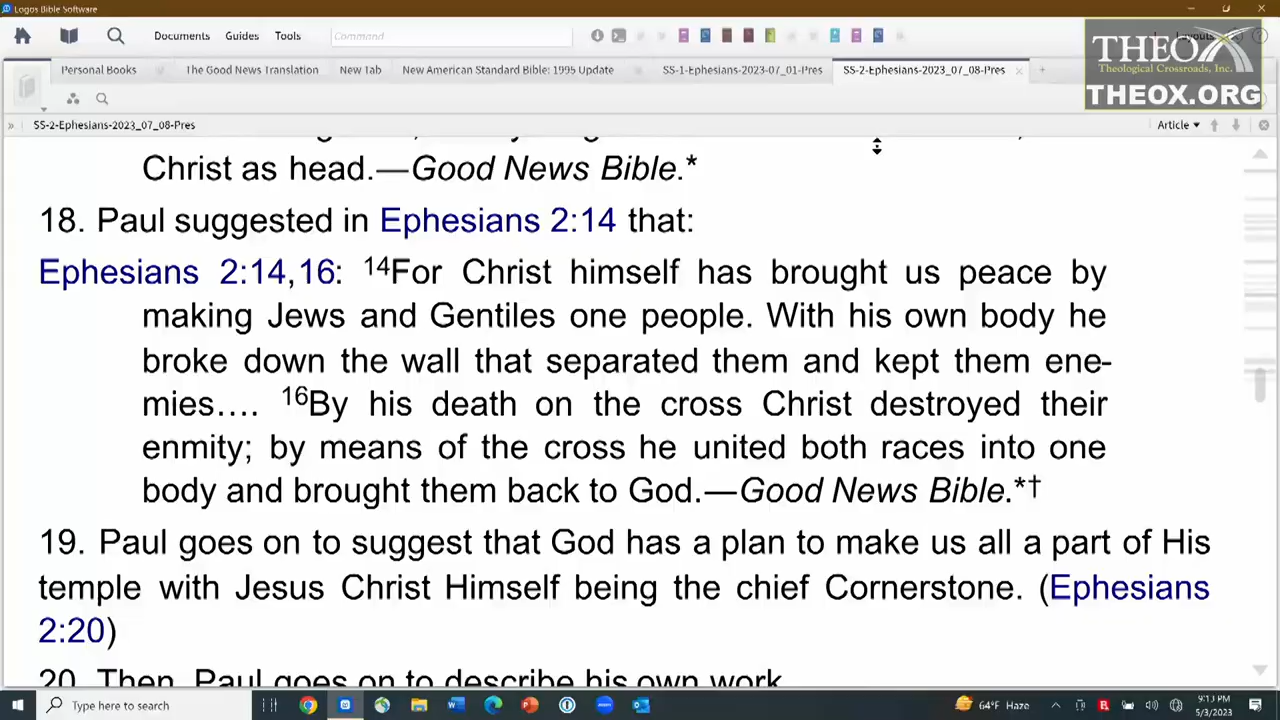 Logos Bible Software
Documents Guides Tools Command
THEOX
Theological Crossroads, Inc.
THEOX.ORG
Personal Books The Good News Translation New Tab SS-1-Ephesians-2023-07_01-Pres SS-2-Ephesians-2023_07_08-Pres
SS-2-Ephesians-2023_07_08-Pres Article
Christ as head.—Good News Bible.*
18. Paul suggested in Ephesians 2:14 that:
Ephesians 2:14,16: 14For Christ himself has brought us peace by
making Jews and Gentiles one people. With his own body he
broke down the wall that separated them and kept them ene-
mies…. 16By his death on the cross Christ destroyed their
enmity; by means of the cross he united both races into one
body and brought them back to God.—Good News Bible.*†
19. Paul goes on to suggest that God has a plan to make us all a part of His
temple with Jesus Christ Himself being the chief Cornerstone. (Ephesians
2:20)
20. Then, Paul goes on to describe his own work
Type here to search 64°F Haze 9:13 PM
5/3/2023